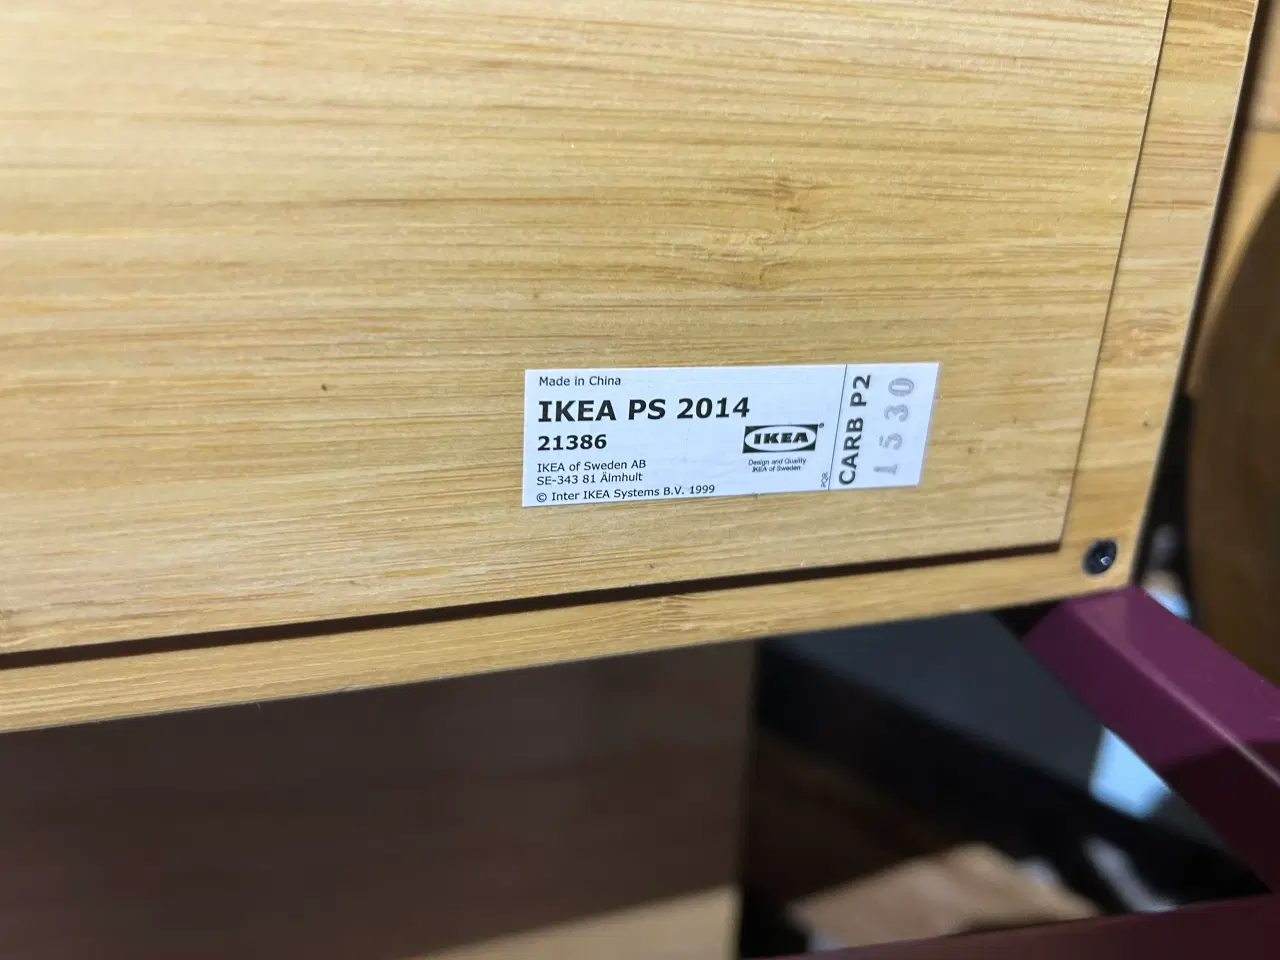 Made in China
IKEA PS 2014
21386
IKEA of Sweden AB
SE-343 81 Älmhult
© Inter IKEA Systems B.V. 1999
IKEA®
Design and Quality
IKEA of Sweden
PQR
CARB P2
1530